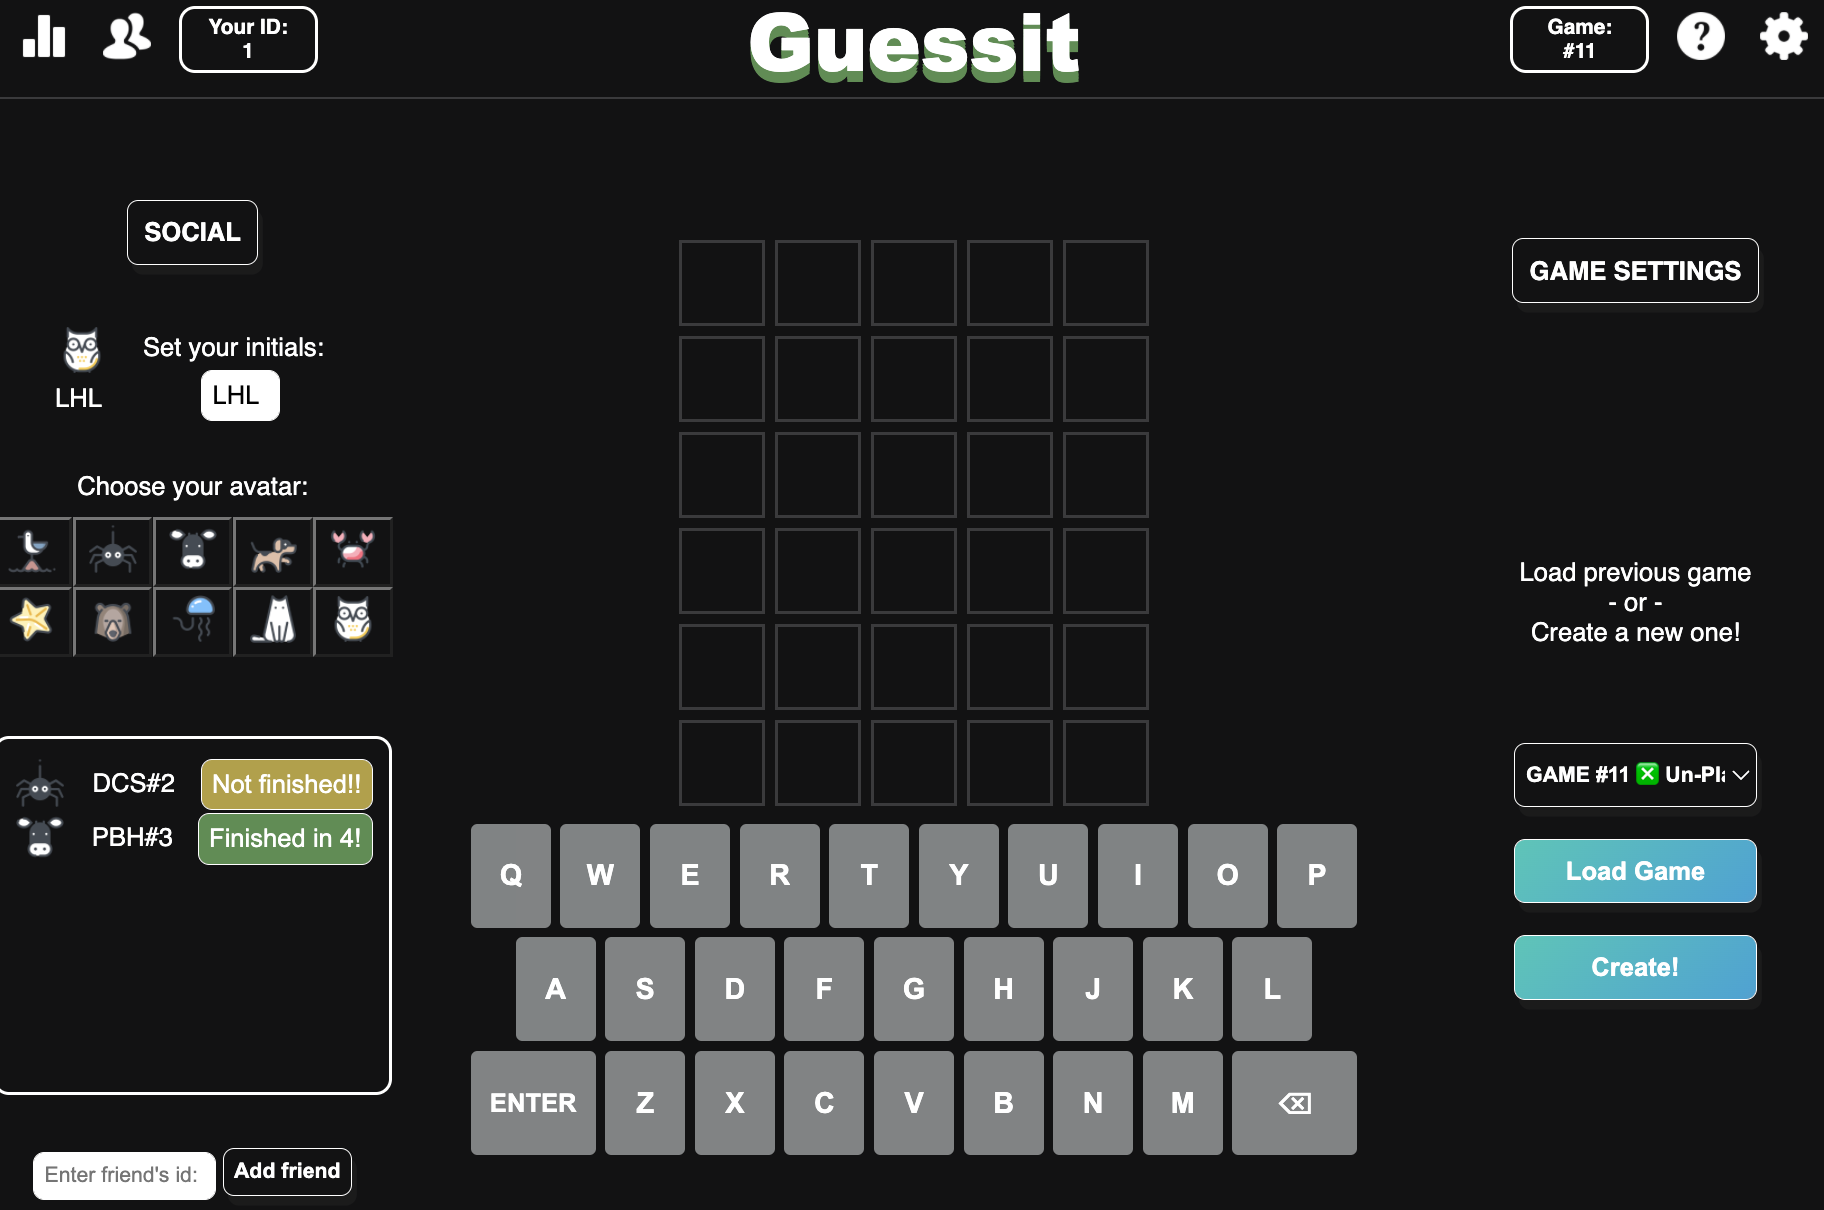 Your ID:
1
Guessit
Game:
#11
?
SOCIAL
Set your initials:
LHL
LHL
Choose your avatar:
DCS#2 Not finished!!
PBH#3 Finished in 4!
Enter friend's id: Add friend
Q W E R T Y U I O P
A S D F G H J K L
ENTER Z X C V B N M
GAME SETTINGS
Load previous game
- or -
Create a new one!
GAME #11 ❎ Un-Pla
Load Game
Create!